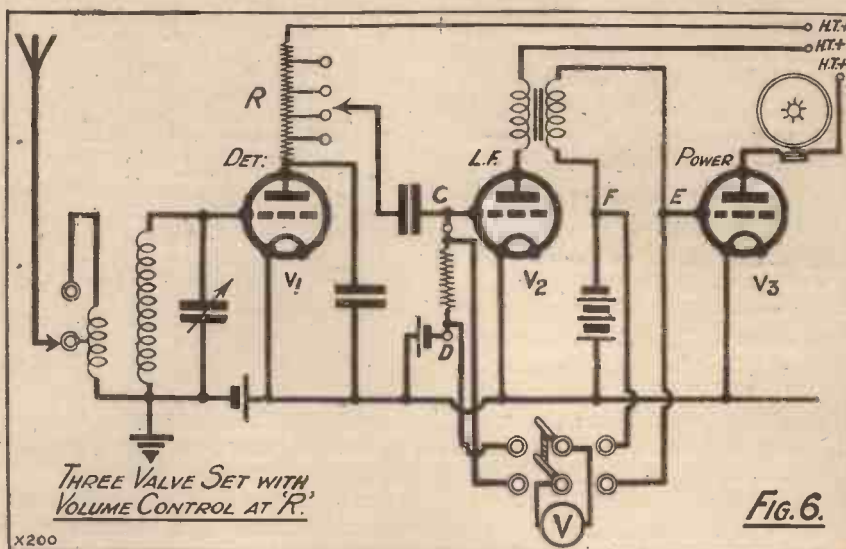 H.T.+
H.T.+
H.T.+
R
DET:
L.F.
POWER
C
F
E
V1
V2
V3
D
THREE VALVE SET WITH
VOLUME CONTROL AT 'R'.
V
FIG. 6.
X200